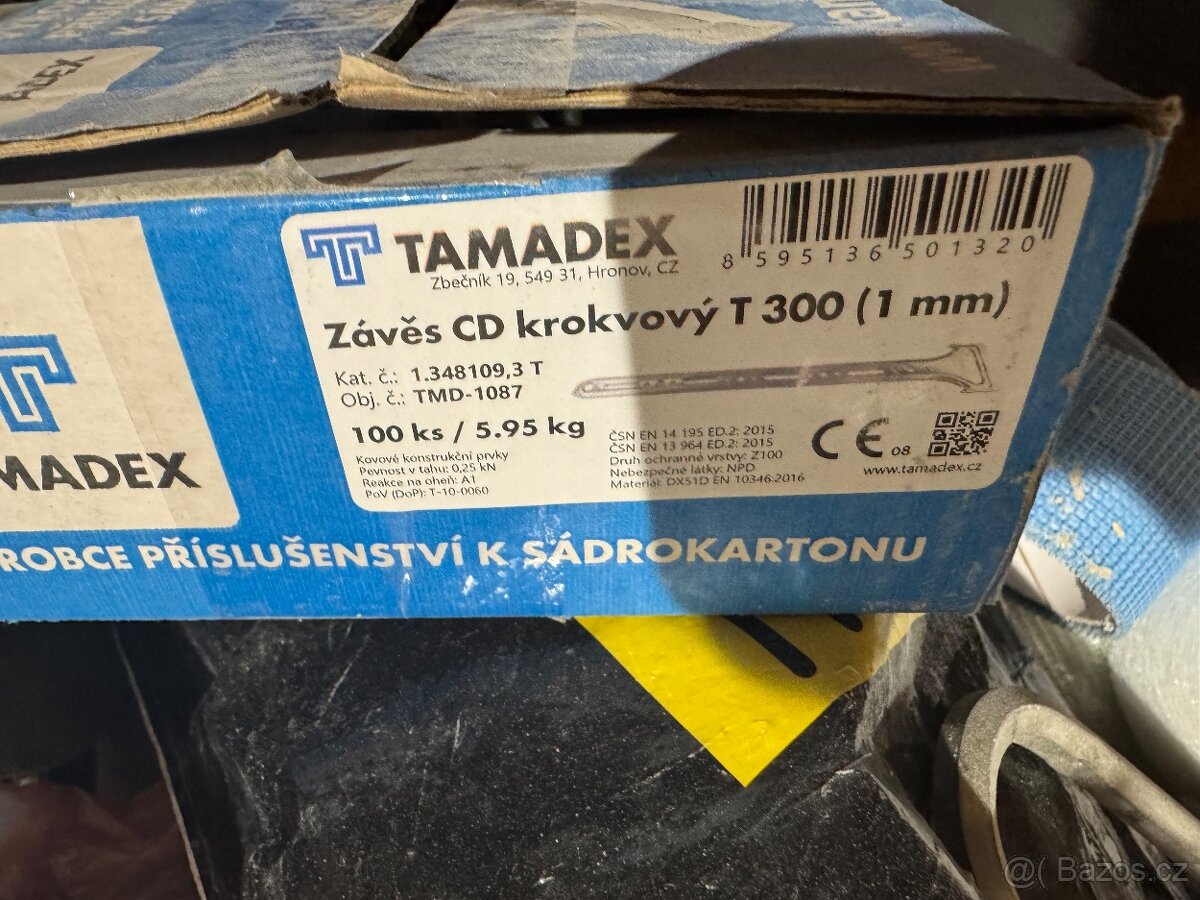 TAMADEX
Zbečník 19, 549 31, Hronov, CZ
8 595136 501320
Závěs CD krokvový T 300 (1 mm)
Kat. č.: 1.348109,3 T
Obj. č.: TMD-1087
100 ks / 5.95 kg
Kovové konstrukční prvky
Pevnost v tahu: 0,25 kN
Reakce na oheň: A1
PoV (DoP): T-10-0060
ČSN EN 14 195 ED.2: 2015
ČSN EN 13 964 ED.2: 2015
Druh ochranné vrstvy: Z100
Nebezpečné látky: NPD
Materiál: DX51D EN 10346:2016
CE 08
www.tamadex.cz
MADEX
ROBCE PŘÍSLUŠENSTVÍ K SÁDROKARTONU
@( Bazos.cz